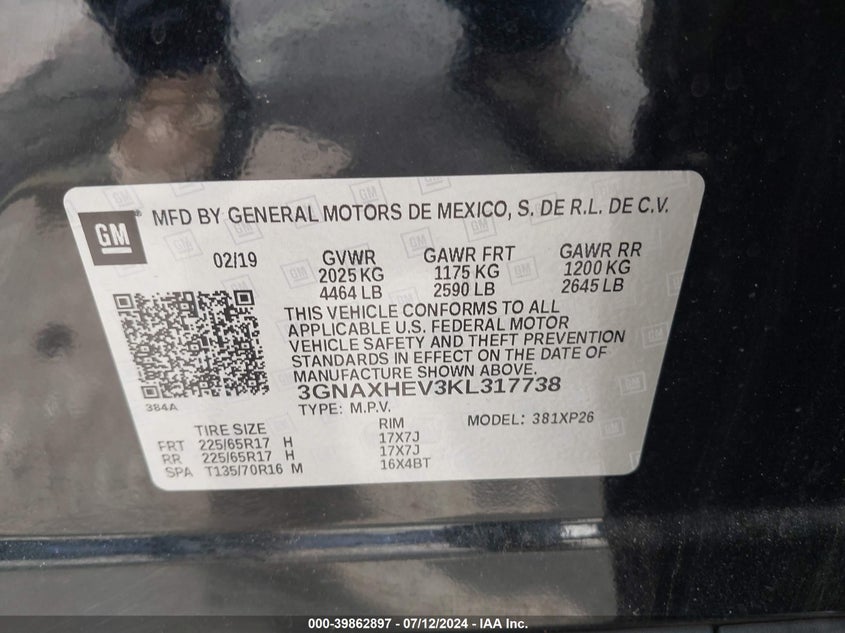 GM
MFD BY GENERAL MOTORS DE MEXICO, S. DE R.L. DE C.V.
02/19 GVWR GAWR FRT GAWR RR
2025 KG 1175 KG 1200 KG
4464 LB 2590 LB 2645 LB
THIS VEHICLE CONFORMS TO ALL
APPLICABLE U.S. FEDERAL MOTOR
VEHICLE SAFETY AND THEFT PREVENTION
STANDARDS IN EFFECT ON THE DATE OF
MANUFACTURE SHOWN ABOVE.
3GNAXHEV3KL317738
384A
TYPE: M.P.V. MODEL: 381XP26
TIRE SIZE RIM
FRT 225/65R17 H 17X7J
RR 225/65R17 H 17X7J
SPA T135/70R16 M 16X4BT
000-39862897 - 07/12/2024 - IAA Inc.